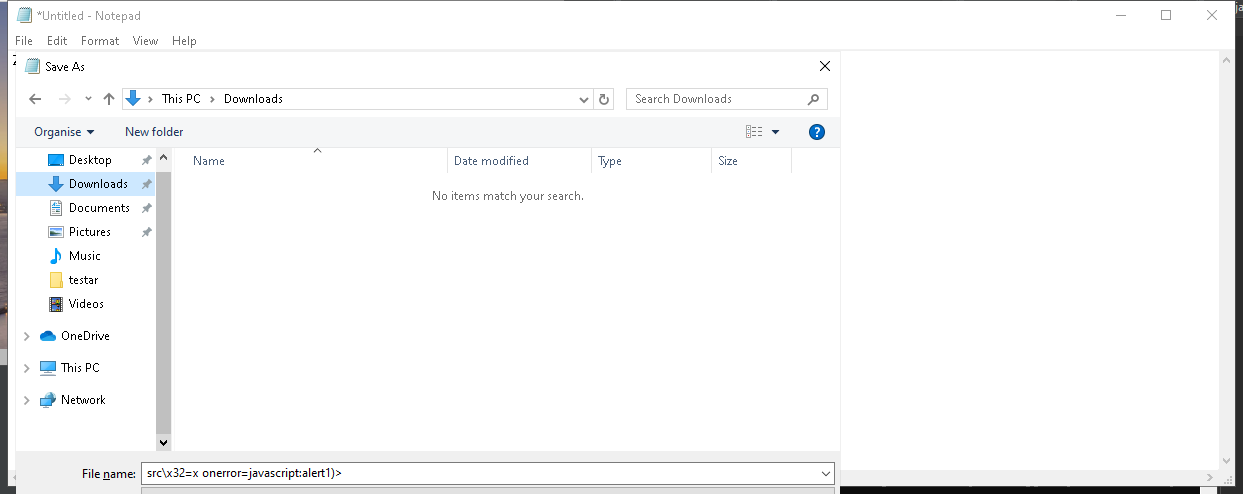 *Untitled - Notepad
File Edit Format View Help
Save As
This PC Downloads Search Downloads
Organise New folder
Name Date modified Type Size
No items match your search.
Desktop
Downloads
Documents
Pictures
Music
testar
Videos
OneDrive
This PC
Network
File name: src\x32=x onerror=javascript:alert1)>